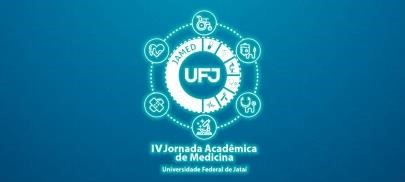 JAMED
UFJ
IV Jornada Acadêmica
de Medicina
Universidade Federal de Jataí